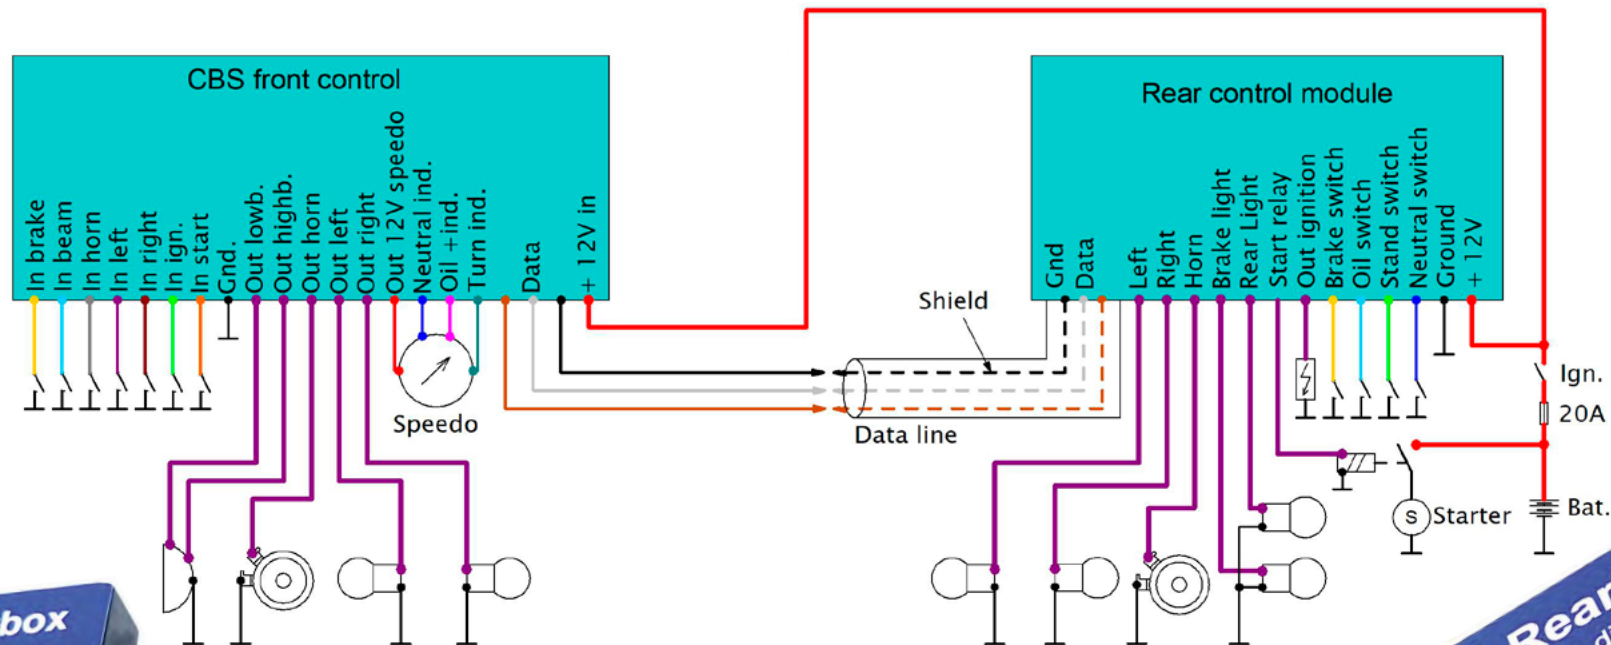 CBS front control
In brake
In beam
In horn
In left
In right
In ign.
In start
Gnd.
Out lowb.
Out highb.
Out horn
Out left
Out right
Out 12V speedo
Neutral ind.
Oil +ind.
Turn ind.
Data
+ 12V in
Speedo
Shield
Data line
Rear control module
Gnd
Data
Left
Right
Horn
Brake light
Rear Light
Start relay
Out ignition
Brake switch
Oil switch
Stand switch
Neutral switch
Ground
+ 12V
Ign.
20A
S
Starter
Bat.
box
Rear